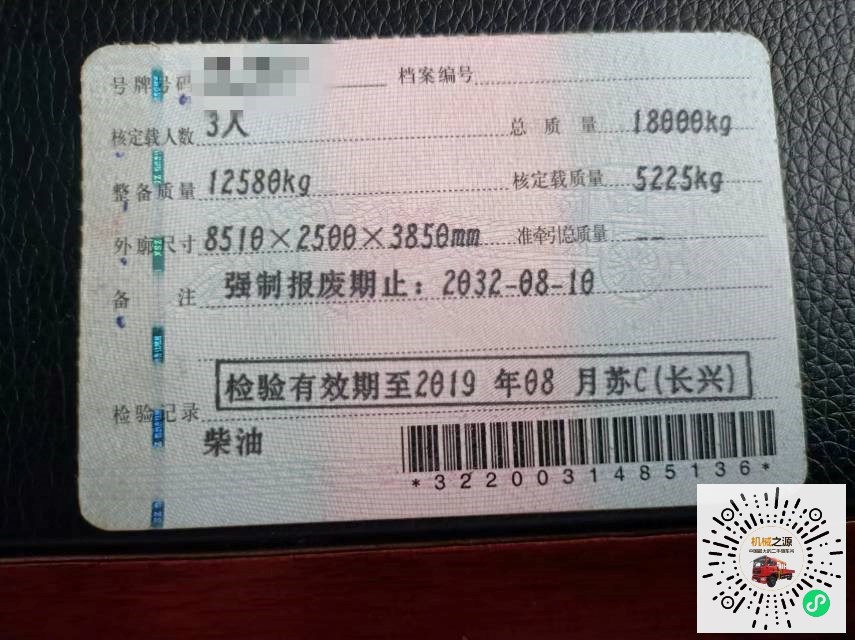 号牌号码 档案编号
核定载人数 3人 总质量 18000kg
整备质量 12580kg 核定载质量 5225kg
外廓尺寸 8510×2500×3850mm 准牵引总质量 --
备注 强制报废期止：2032-08-10
检验有效期至2019 年08 月苏C(长兴)
检验记录
柴油
*3220031485136*
机械之源